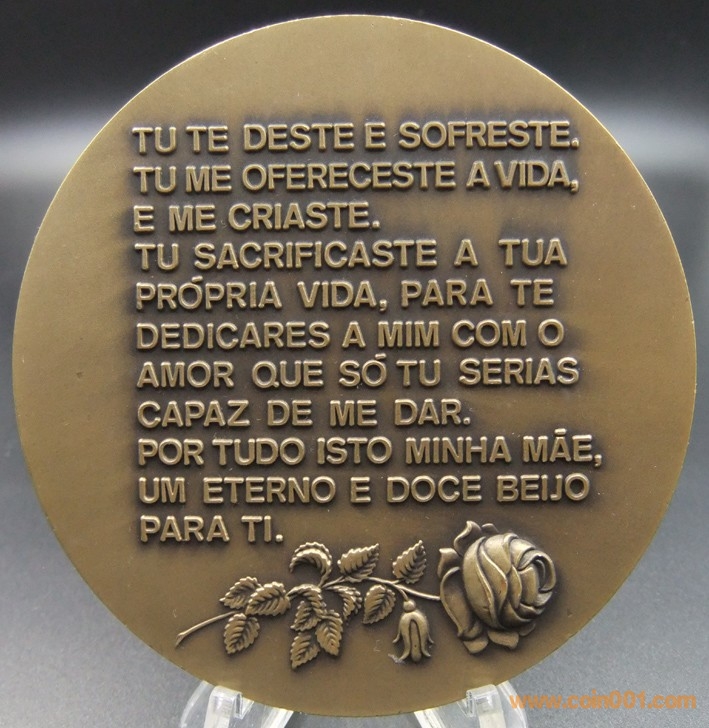 TU TE DESTE E SOFRESTE.
TU ME OFERECESTE A VIDA,
E ME CRIASTE.
TU SACRIFICASTE A TUA
PRÓPRIA VIDA, PARA TE
DEDICARES A MIM COM O
AMOR QUE SÓ TU SERIAS
CAPAZ DE ME DAR.
POR TUDO ISTO MINHA MÃE,
UM ETERNO E DOCE BEIJO
PARA TI.
www.coin001.com